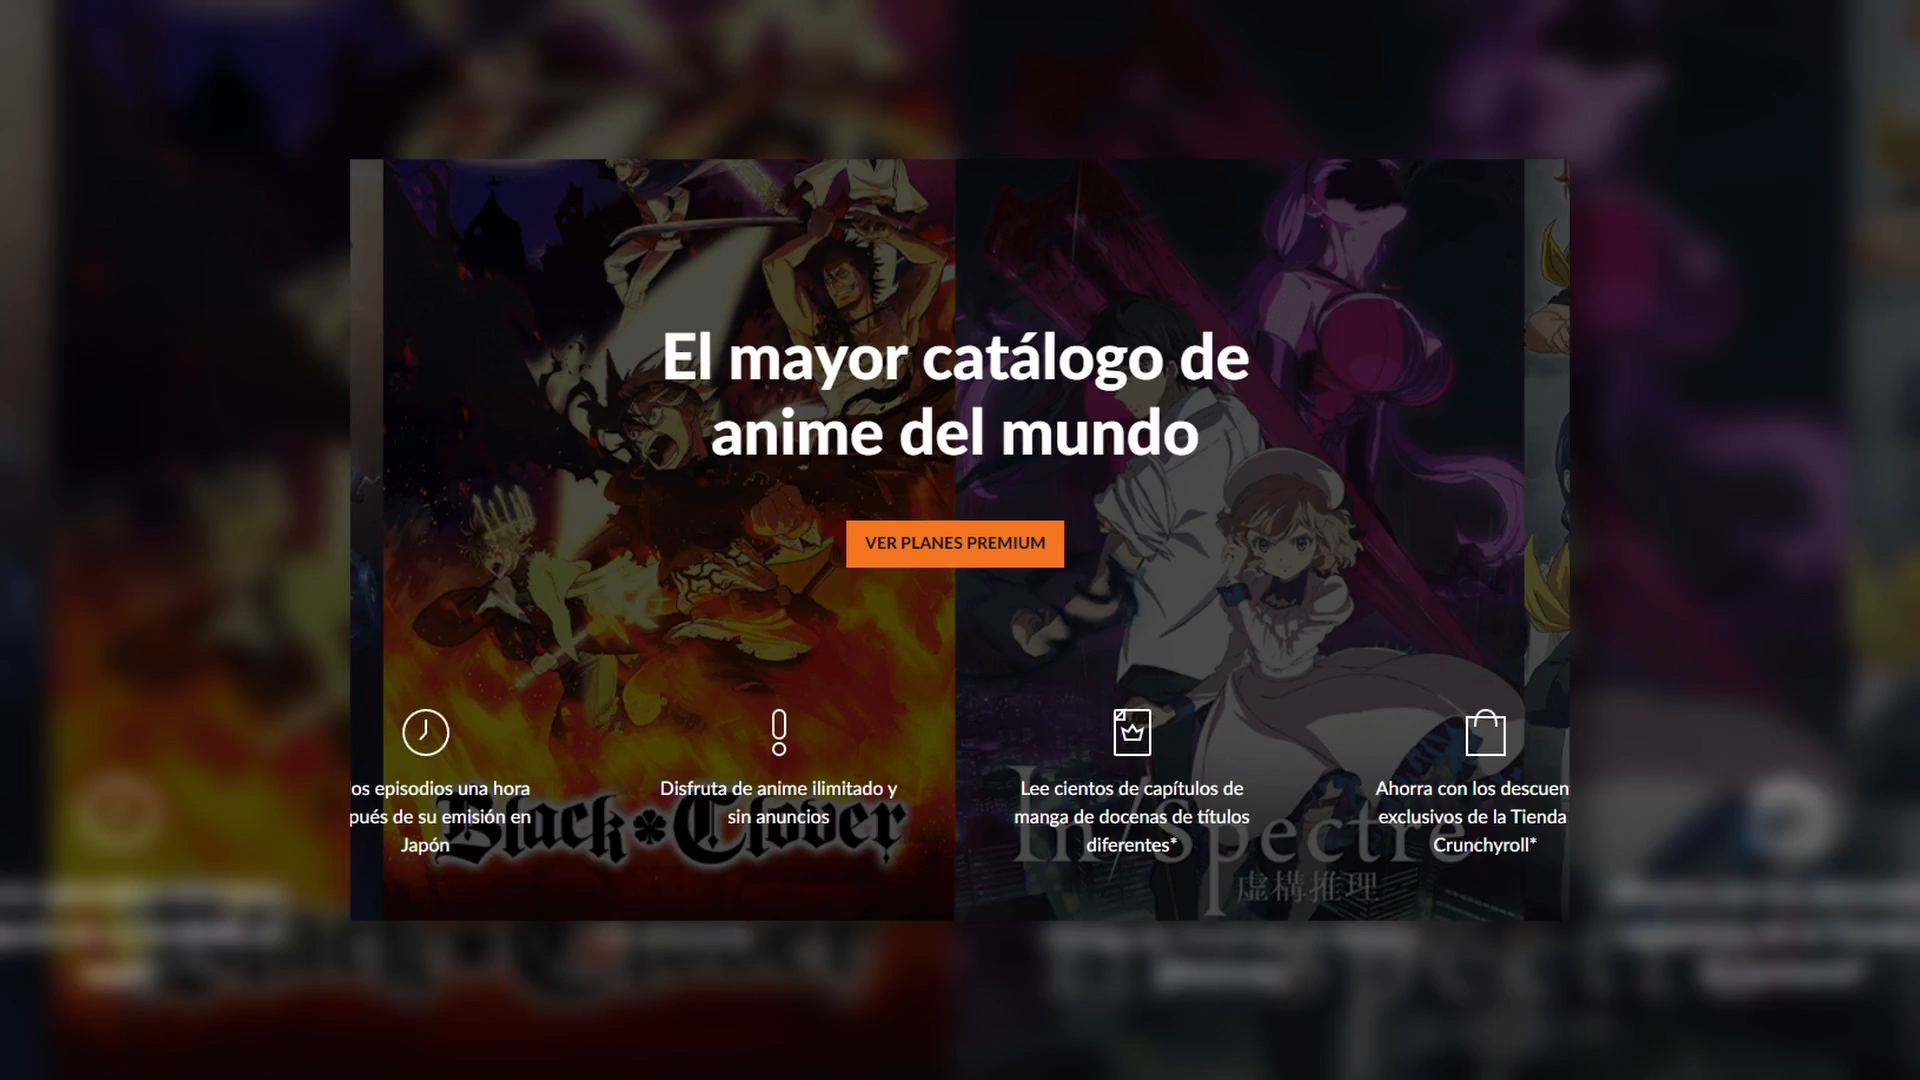 El mayor catálogo de
anime del mundo
VER PLANES PREMIUM
os episodios una hora
pués de su emisión en
Japón
Disfruta de anime ilimitado y
sin anuncios
Lee cientos de capítulos de
manga de docenas de títulos
diferentes*
Ahorra con los descuen
exclusivos de la Tienda
Crunchyroll*
Black Clover
In/Spectre
虚構推理